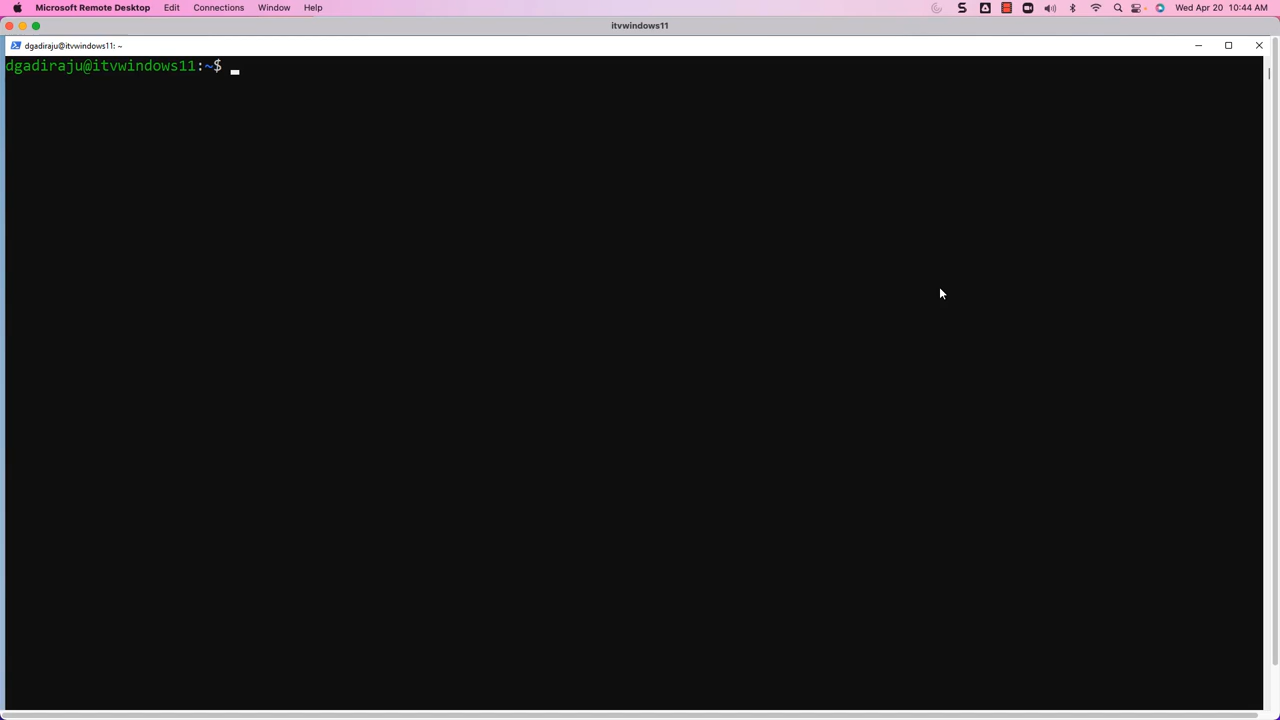 Microsoft Remote Desktop Edit Connections Window Help Wed Apr 20 10:44 AM
itvwindows11
dgadiraju@itvwindows11: ~
dgadiraju@itvwindows11:~$